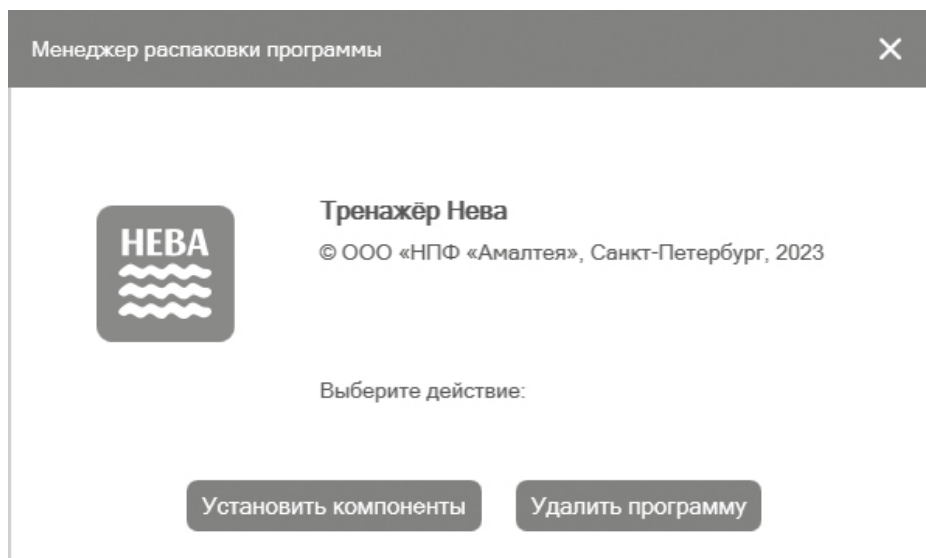 Менеджер распаковки программы
НЕВА
Тренажёр Нева
© ООО «НПФ «Амалтея», Санкт-Петербург, 2023
Выберите действие:
Установить компоненты
Удалить программу